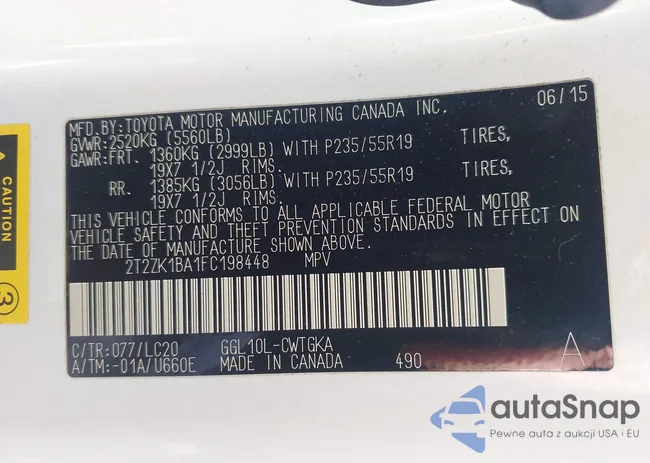 MFD.BY:TOYOTA MOTOR MANUFACTURING CANADA INC. 06/15
GVWR:2520KG (5560LB)
GAWR:FRT. 1360KG (2999LB) WITH P235/55R19 TIRES,
19X7 1/2J RIMS.
RR. 1385KG (3056LB) WITH P235/55R19 TIRES,
19X7 1/2J RIMS.
THIS VEHICLE CONFORMS TO ALL APPLICABLE FEDERAL MOTOR
VEHICLE SAFETY AND THEFT PREVENTION STANDARDS IN EFFECT ON
THE DATE OF MANUFACTURE SHOWN ABOVE.
2T2ZK1BA1FC198448 MPV
C/TR:077/LC20 GGL10L-CWTGKA A
A/TM:-01A/U660E MADE IN CANADA 490
CAUTION
3
autaSnap
Pewne auta z aukcji USA i EU